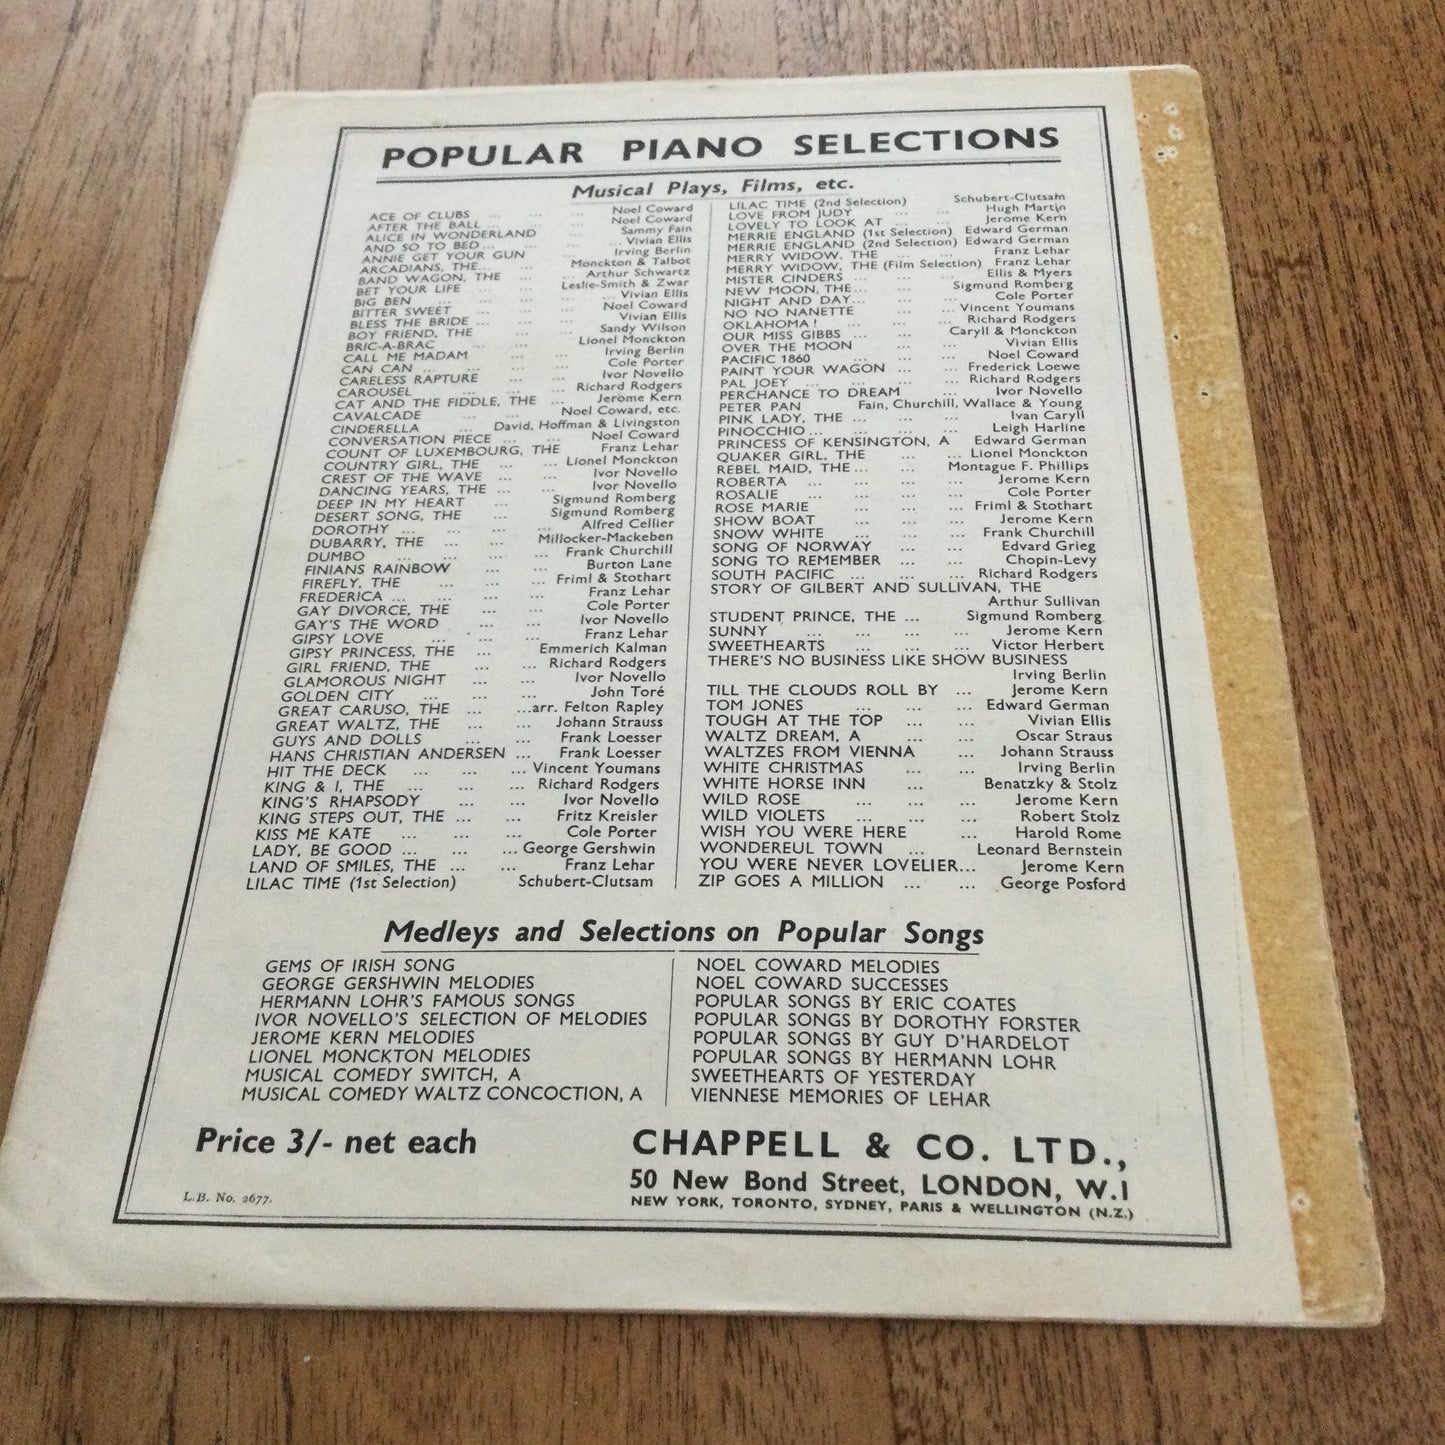 POPULAR PIANO SELECTIONS
Musical Plays, Films, etc.
ACE OF CLUBS ... ... ... Noel Coward
AFTER THE BALL ... ... ... Noel Coward
ALICE IN WONDERLAND ... Sammy Fain
AND SO TO BED ... ... ... Vivian Ellis
ANNIE GET YOUR GUN ... Irving Berlin
ARCADIANS, THE... ... Monckton & Talbot
BAND WAGON, THE ... ... Arthur Schwartz
BET YOUR LIFE ... Leslie-Smith & Zwar
BIG BEN ... ... ... Vivian Ellis
BITTER SWEET ... ... ... Noel Coward
BLESS THE BRIDE ... ... ... Vivian Ellis
BOY FRIEND, THE ... ... Sandy Wilson
BRIC-A-BRAC ... ... Lionel Monckton
CALL ME MADAM ... ... Irving Berlin
CAN CAN ... ... ... ... Cole Porter
CARELESS RAPTURE ... ... Ivor Novello
CAROUSEL ... ... ... Richard Rodgers
CAT AND THE FIDDLE, THE ... Jerome Kern
CAVALCADE ... ... Noel Coward, etc.
CINDERELLA ... David, Hoffman & Livingston
CONVERSATION PIECE ... ... Noel Coward
COUNT OF LUXEMBOURG, THE Franz Lehar
COUNTRY GIRL, THE ... ... Lionel Monckton
CREST OF THE WAVE ... ... Ivor Novello
DANCING YEARS, THE ... ... Ivor Novello
DEEP IN MY HEART ... Sigmund Romberg
DESERT SONG, THE ... Sigmund Romberg
DOROTHY ... ... ... Alfred Cellier
DUBARRY, THE ... ... Millocker-Mackeben
DUMBO ... ... ... ... Frank Churchill
FINIANS RAINBOW ... ... Burton Lane
FIREFLY, THE ... ... ... Friml & Stothart
FREDERICA ... ... ... ... Franz Lehar
GAY DIVORCE, THE ... ... Cole Porter
GAY'S THE WORD ... ... Ivor Novello
GIPSY LOVE ... ... ... Franz Lehar
GIPSY PRINCESS, THE ... Emmerich Kalman
GIRL FRIEND, THE ... ... Richard Rodgers
GLAMOROUS NIGHT ... ... Ivor Novello
GOLDEN CITY ... ... ... John Toré
GREAT CARUSO, THE ... ...arr. Felton Rapley
GREAT WALTZ, THE ... ... Johann Strauss
GUYS AND DOLLS ... ... Frank Loesser
HANS CHRISTIAN ANDERSEN ... Frank Loesser
HIT THE DECK ... ... ... Vincent Youmans
KING & I, THE ... ... ... Richard Rodgers
KING'S RHAPSODY ... ... Ivor Novello
KING STEPS OUT, THE ... ... Fritz Kreisler
KISS ME KATE ... ... ... Cole Porter
LADY, BE GOOD ... ... ... George Gershwin
LAND OF SMILES, THE ... ... Franz Lehar
LILAC TIME (1st Selection) Schubert-Clutsam
LILAC TIME (2nd Selection) Schubert-Clutsam
LOVE FROM JUDY ... ... Hugh Martin
LOVELY TO LOOK AT ... ... Jerome Kern
MERRIE ENGLAND (1st Selection) Edward German
MERRIE ENGLAND (2nd Selection) Edward German
MERRY WIDOW, THE ... ... Franz Lehar
MERRY WIDOW, THE (Film Selection) Franz Lehar
MISTER CINDERS ... ... ... Ellis & Myers
NEW MOON, THE... ... Sigmund Romberg
NIGHT AND DAY... ... ... Cole Porter
NO NO NANETTE ... ... Vincent Youmans
OKLAHOMA! ... ... ... Richard Rodgers
OUR MISS GIBBS ... ... Caryll & Monckton
OVER THE MOON ... ... Vivian Ellis
PACIFIC 1860 ... ... ... Noel Coward
PAINT YOUR WAGON ... ... Frederick Loewe
PAL JOEY ... ... ... ... Richard Rodgers
PERCHANCE TO DREAM ... Ivor Novello
PETER PAN Fain, Churchill, Wallace & Young
PINK LADY, THE ... ... ... Ivan Caryll
PINOCCHIO ... ... ... ... Leigh Harline
PRINCESS OF KENSINGTON, A Edward German
QUAKER GIRL, THE ... ... Lionel Monckton
REBEL MAID, THE ... ... Montague F. Phillips
ROBERTA ... ... ... ... Jerome Kern
ROSALIE ... ... ... ... Cole Porter
ROSE MARIE ... ... ... Friml & Stothart
SHOW BOAT ... ... ... Jerome Kern
SNOW WHITE ... ... ... Frank Churchill
SONG OF NORWAY ... ... Edvard Grieg
SONG TO REMEMBER ... ... Chopin-Levy
SOUTH PACIFIC ... ... ... Richard Rodgers
STORY OF GILBERT AND SULLIVAN, THE
Arthur Sullivan
STUDENT PRINCE, THE ... Sigmund Romberg
SUNNY ... ... ... ... Jerome Kern
SWEETHEARTS ... ... ... Victor Herbert
THERE'S NO BUSINESS LIKE SHOW BUSINESS
Irving Berlin
TILL THE CLOUDS ROLL BY ... Jerome Kern
TOM JONES ... ... ... Edward German
TOUGH AT THE TOP ... ... Vivian Ellis
WALTZ DREAM, A ... ... Oscar Straus
WALTZES FROM VIENNA ... Johann Strauss
WHITE CHRISTMAS ... ... Irving Berlin
WHITE HORSE INN ... Benatzky & Stolz
WILD ROSE ... ... ... Jerome Kern
WILD VIOLETS ... ... ... Robert Stolz
WISH YOU WERE HERE ... Harold Rome
WONDEREUL TOWN ... Leonard Bernstein
YOU WERE NEVER LOVELIER... Jerome Kern
ZIP GOES A MILLION ... ... George Posford
Medleys and Selections on Popular Songs
GEMS OF IRISH SONG
GEORGE GERSHWIN MELODIES
HERMANN LOHR'S FAMOUS SONGS
IVOR NOVELLO'S SELECTION OF MELODIES
JEROME KERN MELODIES
LIONEL MONCKTON MELODIES
MUSICAL COMEDY SWITCH, A
MUSICAL COMEDY WALTZ CONCOCTION, A
NOEL COWARD MELODIES
NOEL COWARD SUCCESSES
POPULAR SONGS BY ERIC COATES
POPULAR SONGS BY DOROTHY FORSTER
POPULAR SONGS BY GUY D'HARDELOT
POPULAR SONGS BY HERMANN LOHR
SWEETHEARTS OF YESTERDAY
VIENNESE MEMORIES OF LEHAR
Price 3/- net each
L.B. No. 2677.
CHAPPELL & CO. LTD.,
50 New Bond Street, LONDON, W.1
NEW YORK, TORONTO, SYDNEY, PARIS & WELLINGTON (N.Z.)